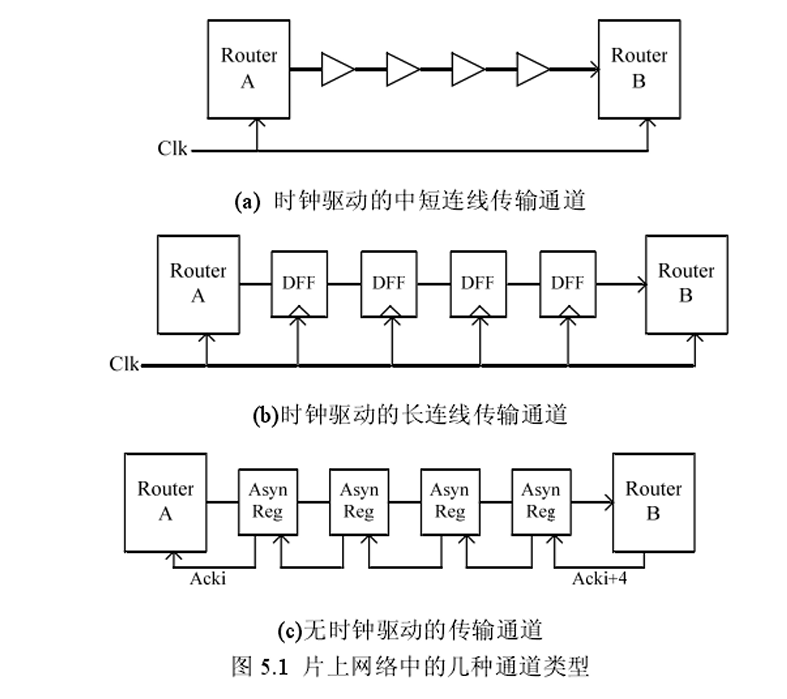 Router A
Router B
Clk
(a) 时钟驱动的中短连线传输通道
Router A
DFF
DFF
DFF
DFF
Router B
Clk
(b)时钟驱动的长连线传输通道
Router A
Asyn Reg
Asyn Reg
Asyn Reg
Asyn Reg
Router B
Acki
Acki+4
(c)无时钟驱动的传输通道
图 5.1 片上网络中的几种通道类型